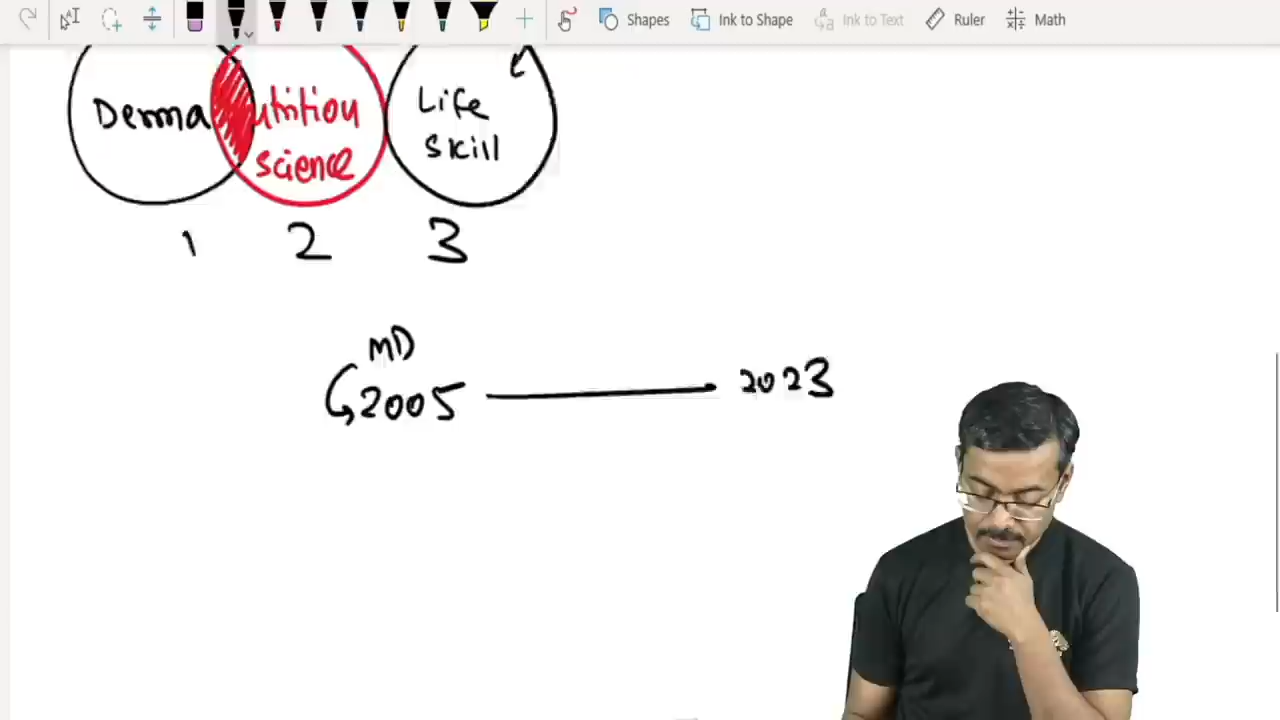 Shapes Ink to Shape Ink to Text Ruler Math
Derma utrition science Life skill
1 2 3
MD
2005 2023